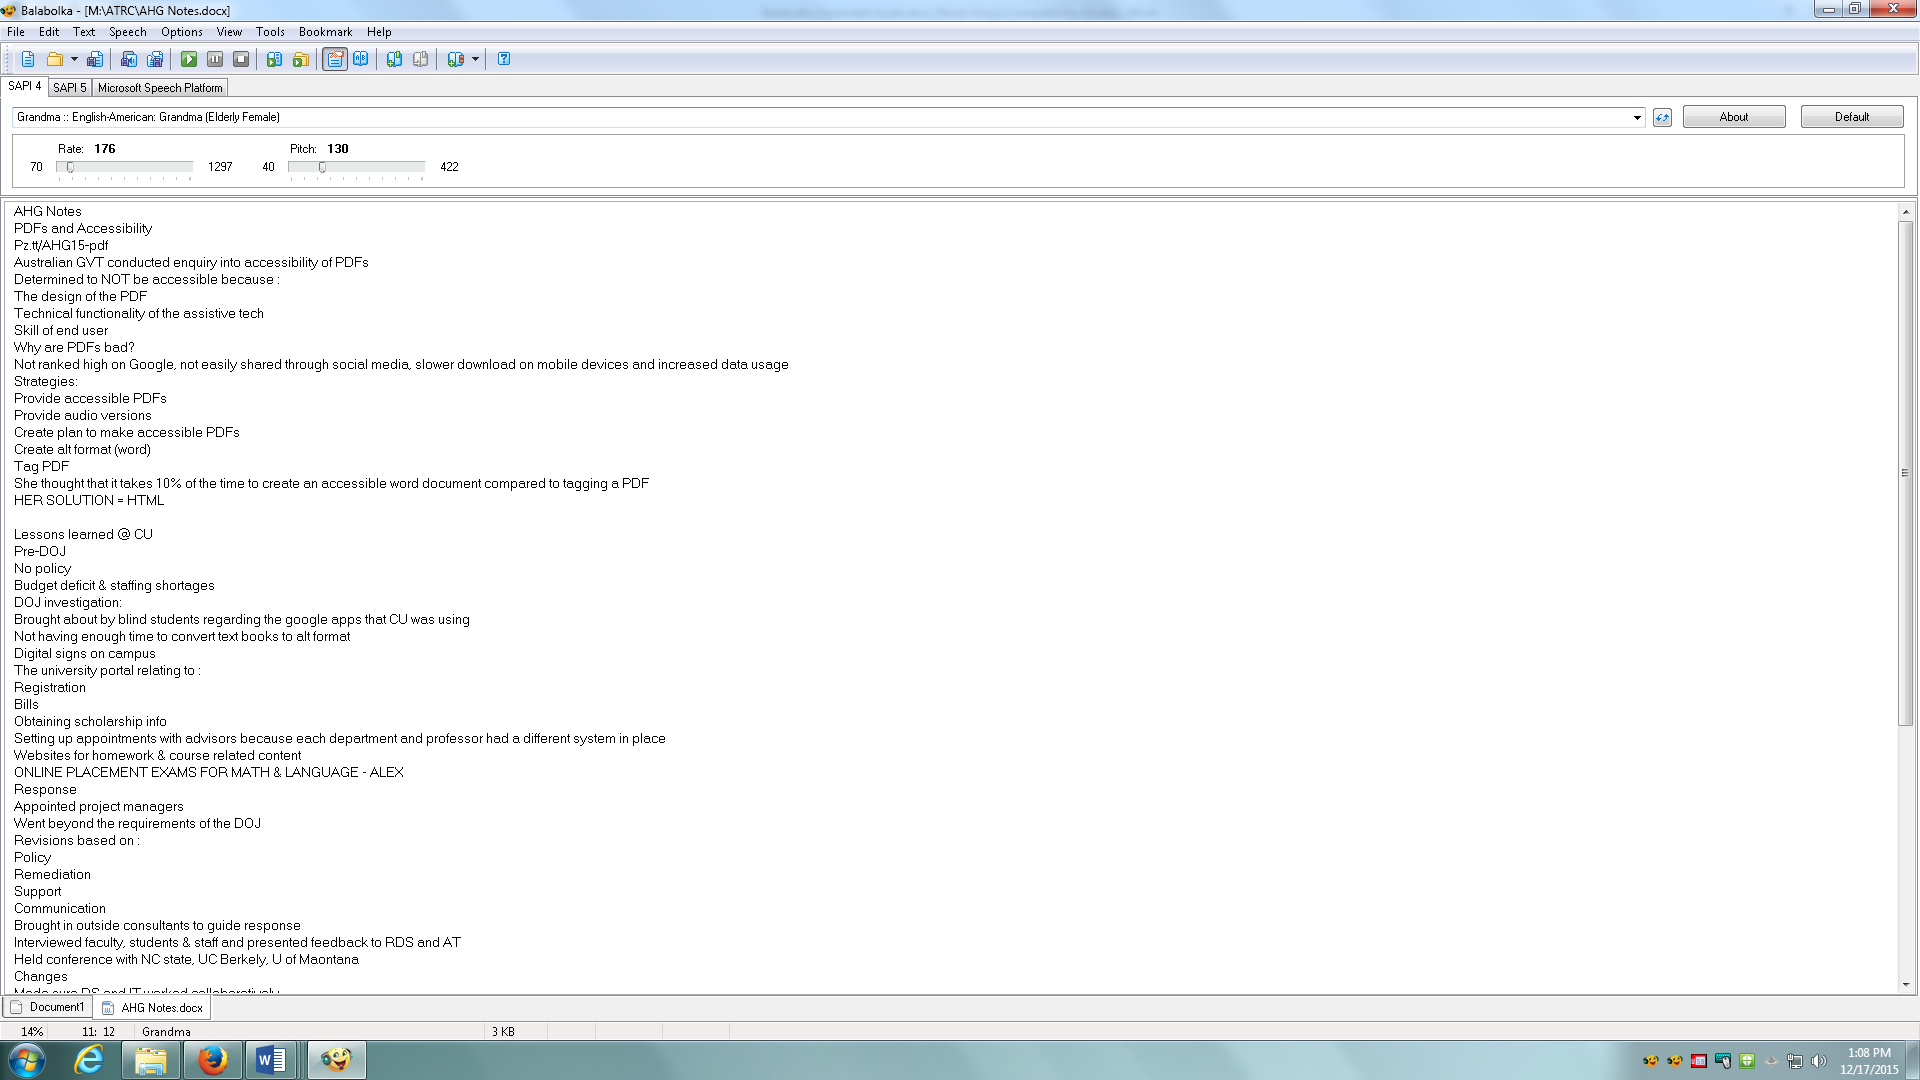 Balabolka - [M:\ATRC\AHG Notes.docx]
File Edit Text Speech Options View Tools Bookmark Help
SAPI 4 SAPI 5 Microsoft Speech Platform
Grandma :: English-American: Grandma (Elderly Female) About Default
Rate: 176 Pitch: 130
70 1297 40 422
AHG Notes
PDFs and Accessibility
Pz.tt/AHG15-pdf
Australian GVT conducted enquiry into accessibility of PDFs
Determined to NOT be accessible because :
The design of the PDF
Technical functionality of the assistive tech
Skill of end user
Why are PDFs bad?
Not ranked high on Google, not easily shared through social media, slower download on mobile devices and increased data usage
Strategies:
Provide accessible PDFs
Provide audio versions
Create plan to make accessible PDFs
Create alt format (word)
Tag PDF
She thought that it takes 10% of the time to create an accessible word document compared to tagging a PDF
HER SOLUTION = HTML
Lessons learned @ CU
Pre-DOJ
No policy
Budget deficit & staffing shortages
DOJ investigation:
Brought about by blind students regarding the google apps that CU was using
Not having enough time to convert text books to alt format
Digital signs on campus
The university portal relating to :
Registration
Bills
Obtaining scholarship info
Setting up appointments with advisors because each department and professor had a different system in place
Websites for homework & course related content
ONLINE PLACEMENT EXAMS FOR MATH & LANGUAGE - ALEX
Response
Appointed project managers
Went beyond the requirements of the DOJ
Revisions based on :
Policy
Remediation
Support
Communication
Brought in outside consultants to guide response
Interviewed faculty, students & staff and presented feedback to RDS and AT
Held conference with NC state, UC Berkely, U of Maontana
Changes
Made sure DS and IT worked collaboratively
Document1 AHG Notes.docx
14% 11: 12 Grandma 3 KB
1:08 PM
12/17/2015